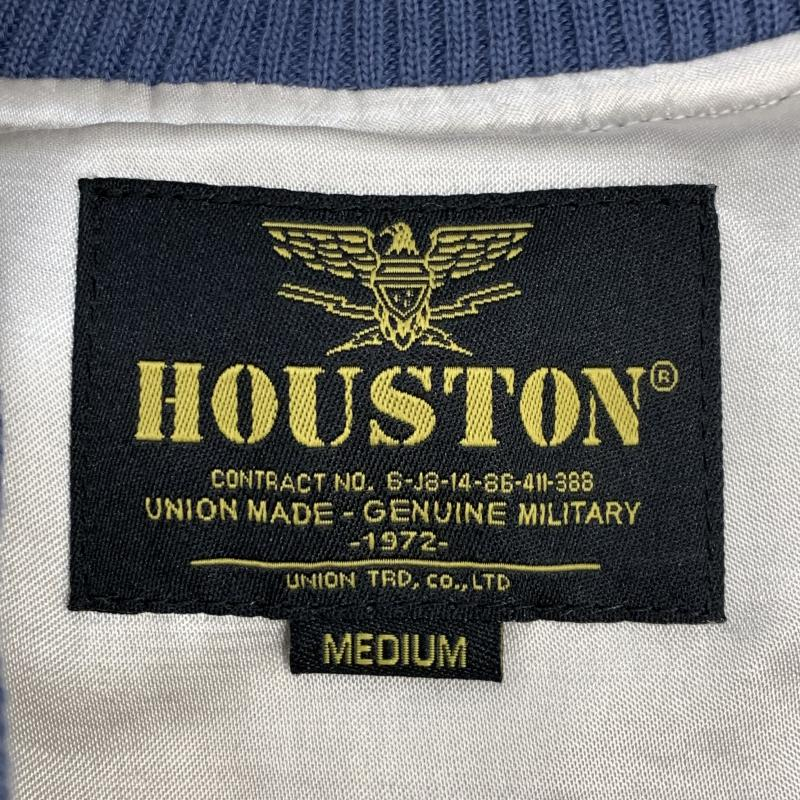 HOUSTON®
CONTRACT NO. 6-J8-14-86-411-388
UNION MADE - GENUINE MILITARY
-1972-
UNION TRD, CO., LTD
MEDIUM